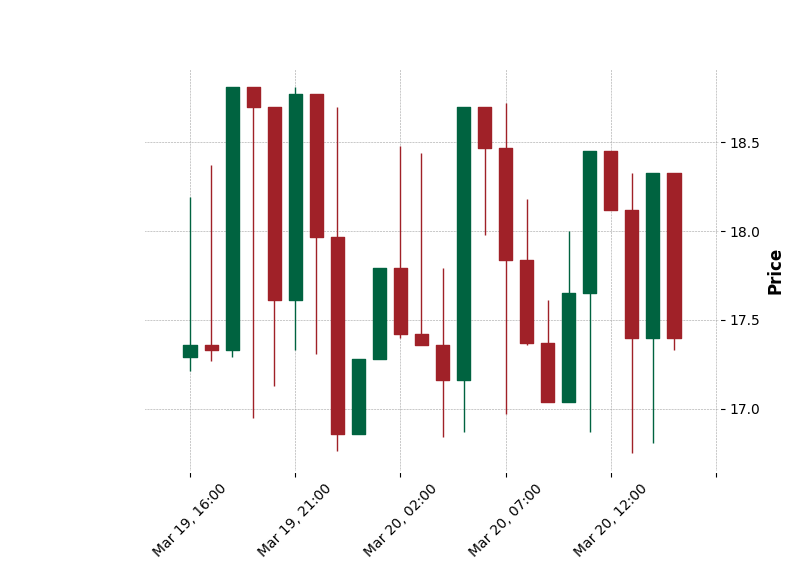 18.5
18.0
17.5
17.0
Price
Mar 19, 16:00
Mar 19, 21:00
Mar 20, 02:00
Mar 20, 07:00
Mar 20, 12:00